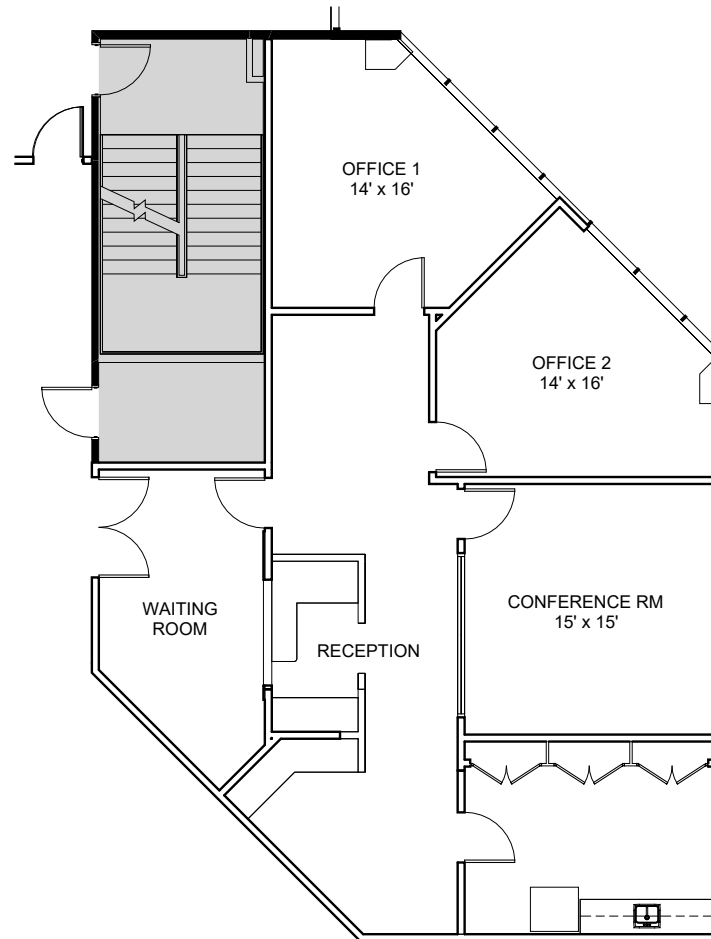 OFFICE 1
14' x 16'
OFFICE 2
14' x 16'
WAITING
ROOM
CONFERENCE RM
15' x 15'
RECEPTION